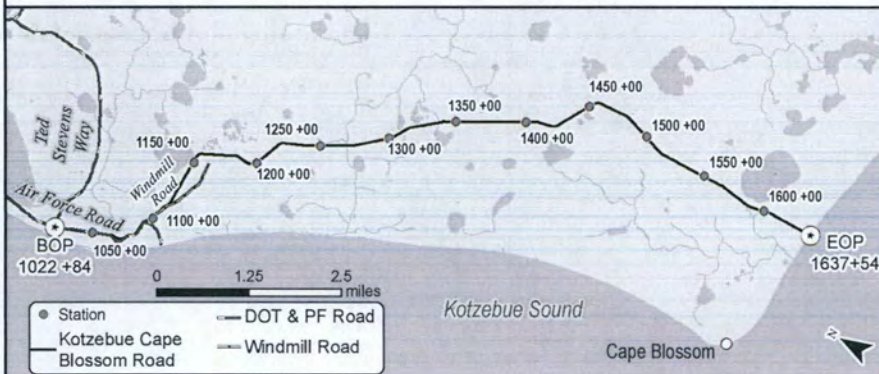 1450 +00
1350 +00
1250 +00
1150 +00
1500 +00
1400 +00
1300 +00
1200 +00
1550 +00
1600 +00
1100 +00
1050 +00
Ted
Stevens
Way
Windmill
Road
Air Force Road
BOP
1022 +84
EOP
1637+54
0 1.25 2.5
miles
Kotzebue Sound
Cape Blossom
N
Station
Kotzebue Cape
Blossom Road
DOT & PF Road
Windmill Road